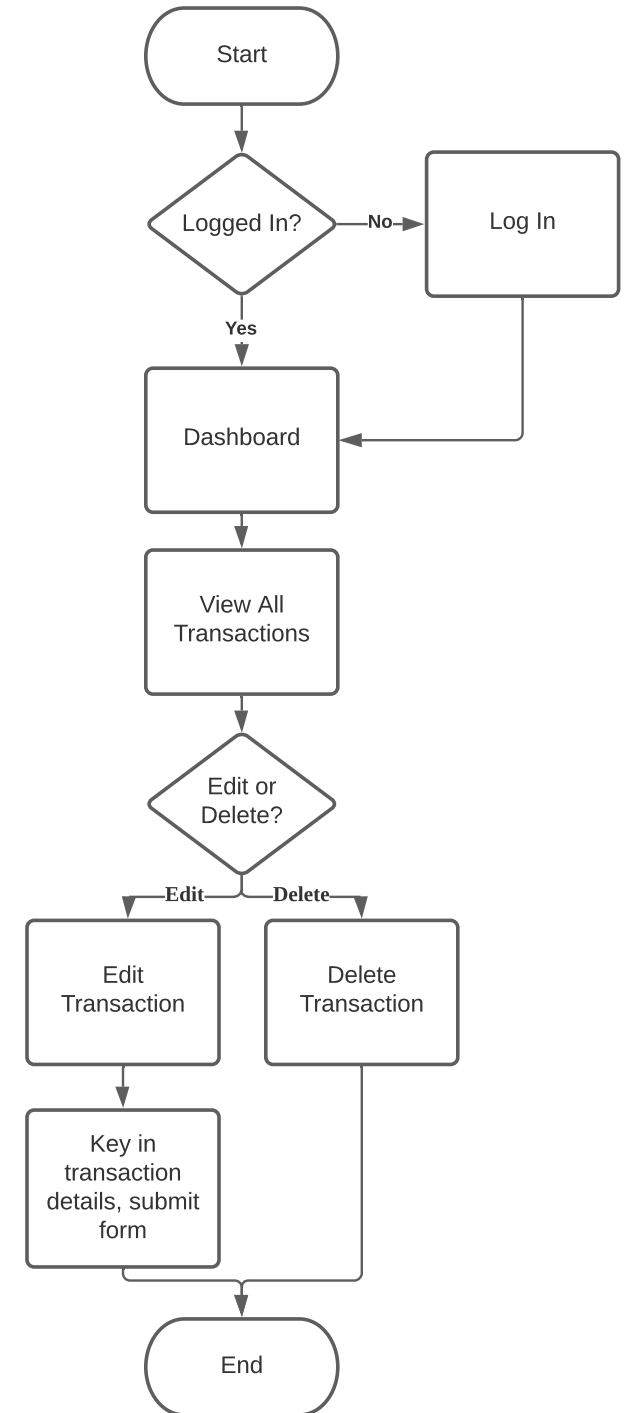 Start
Logged In?
No
Log In
Yes
Dashboard
View All
Transactions
Edit or
Delete?
Edit
Delete
Edit
Transaction
Delete
Transaction
Key in
transaction
details, submit
form
End